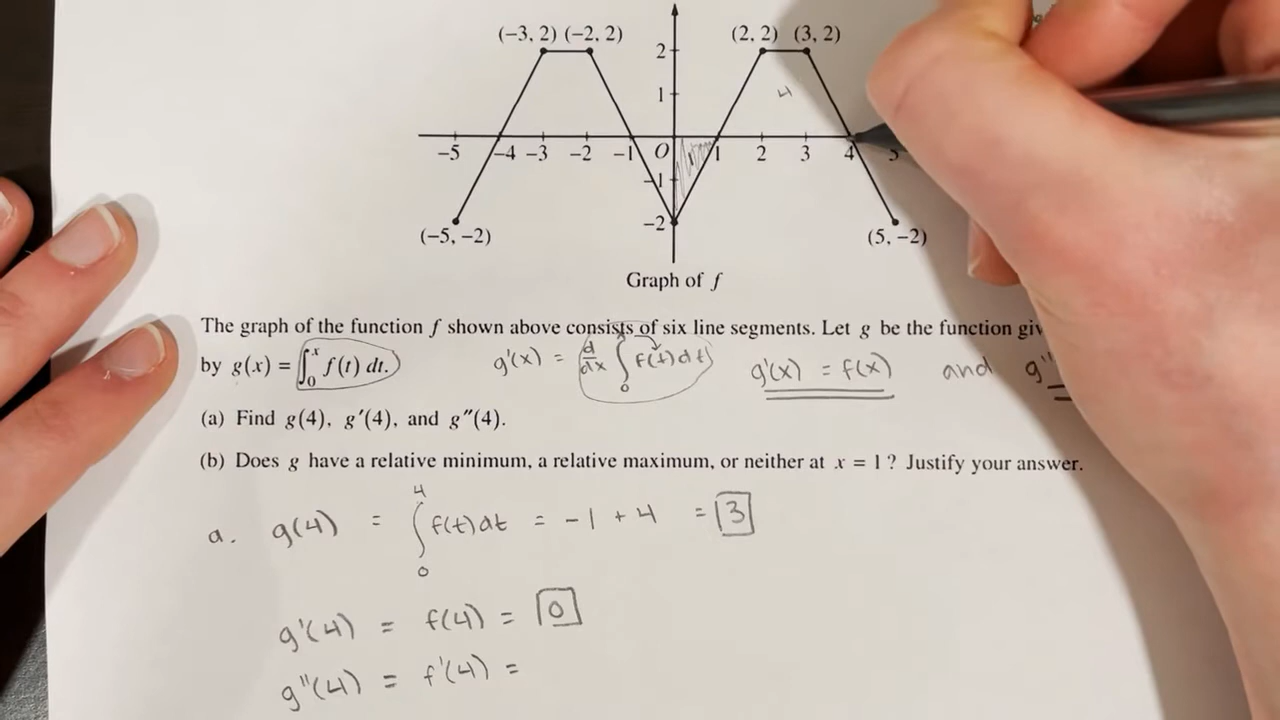 (−3, 2) (−2, 2) (2, 2) (3, 2)
2
1
4
−5 −4 −3 −2 −1 O 1 2 3 4 5
−1
−2
(−5, −2) (5, −2)
Graph of f
The graph of the function f shown above consists of six line segments. Let g be the function
by g(x) = ∫₀ˣ f(t) dt. g'(x) = d/dx ∫₀ˣ f(t)dt g'(x) = f(x) and g''
(a) Find g(4), g′(4), and g″(4).
(b) Does g have a relative minimum, a relative maximum, or neither at x = 1? Justify your answer.
a. g(4) = ∫₀⁴ f(t)dt = -1 + 4 = 3
g'(4) = f(4) = 0
g''(4) = f'(4) =